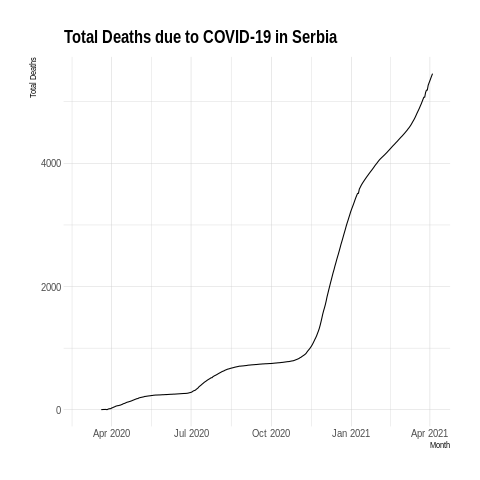 Total Deaths due to COVID-19 in Serbia
Total Deaths
4000
2000
0
Apr 2020 Jul 2020 Oct 2020 Jan 2021 Apr 2021
Month